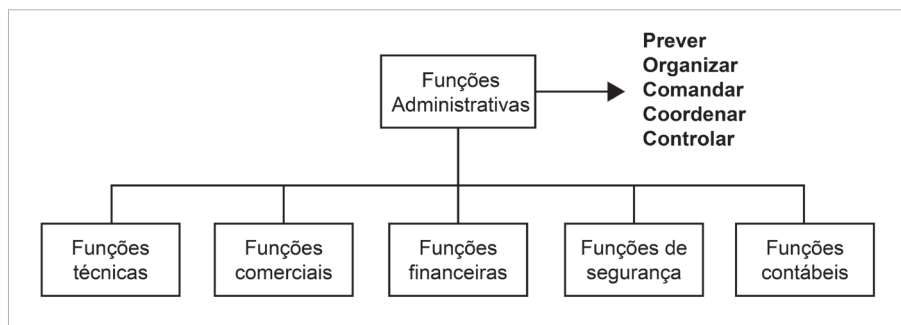 Funções
Administrativas
Prever
Organizar
Comandar
Coordenar
Controlar
Funções
técnicas
Funções
comerciais
Funções
financeiras
Funções de
segurança
Funções
contábeis